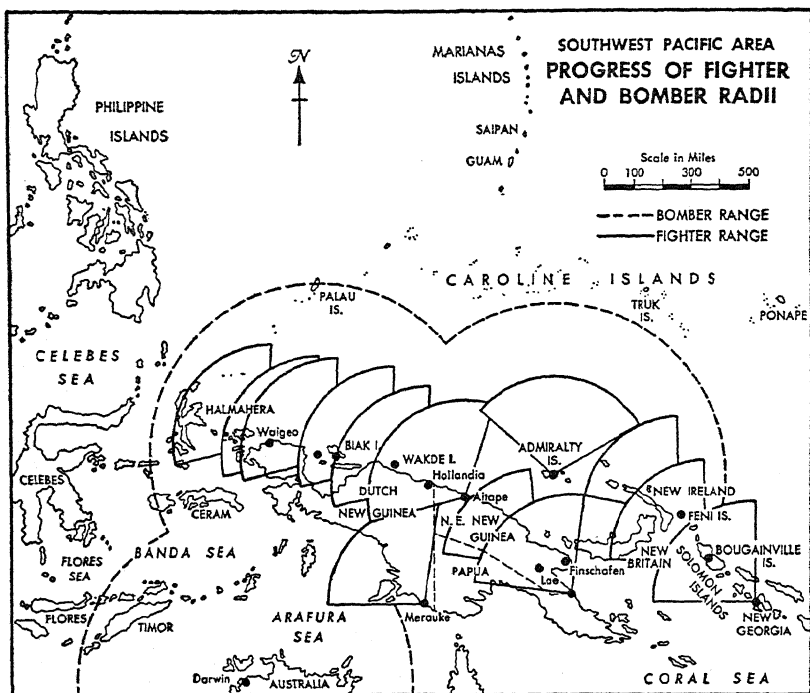 SOUTHWEST PACIFIC AREA
PROGRESS OF FIGHTER
AND BOMBER RADII
N
MARIANAS
ISLANDS
PHILIPPINE
ISLANDS
SAIPAN
GUAM
Scale in Miles
0 100 300 500
BOMBER RANGE
FIGHTER RANGE
CAROLINE ISLANDS
PALAU
IS.
TRUK
IS.
PONAPE
CELEBES
SEA
HALMAHERA
Waigeo
BIAK I.
WAKDE I.
Hollandia
ADMIRALTY
IS.
CELEBES
CERAM
DUTCH
NEW GUINEA
Aitape
N. E. NEW
GUINEA
NEW IRELAND
FENI IS.
FLORES
SEA
BANDA SEA
PAPUA
Lae
Finschafen
NEW
BRITAIN
SOLOMON
ISLANDS
BOUGAINVILLE
IS.
FLORES
TIMOR
ARAFURA
SEA
Merauke
NEW
GEORGIA
Darwin
AUSTRALIA
CORAL SEA